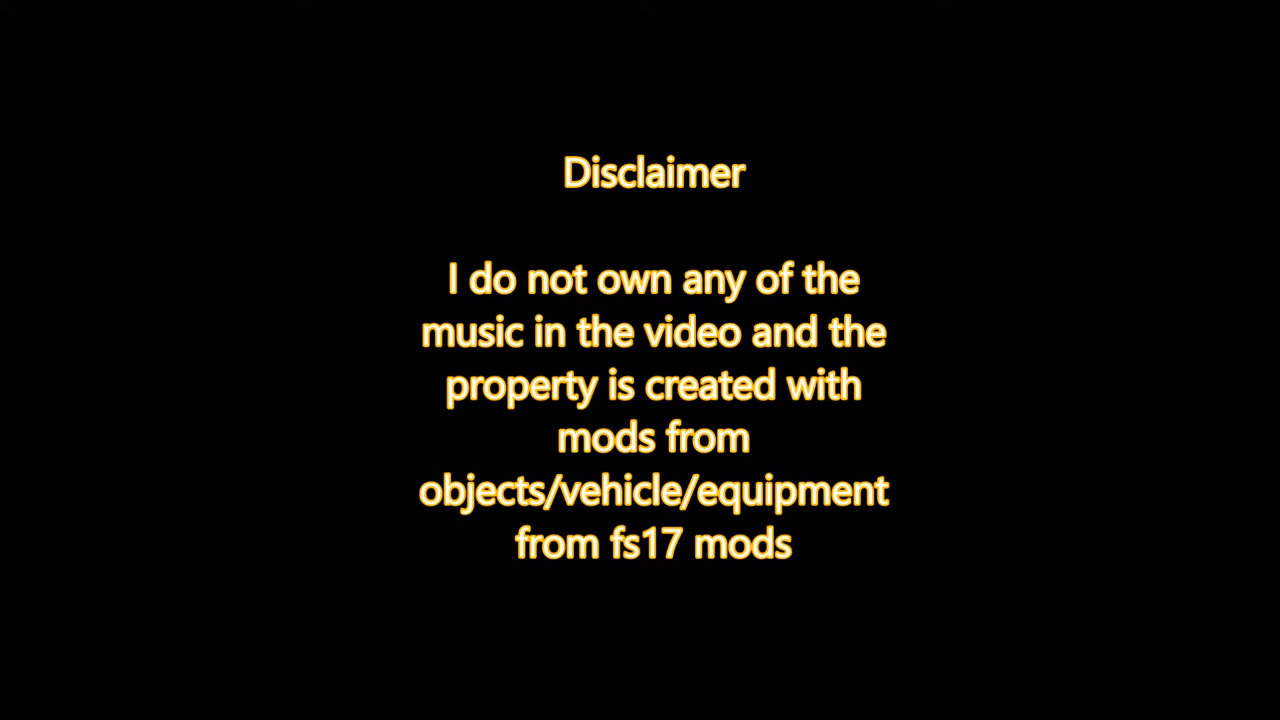 Disclaimer
I do not own any of the
music in the video and the
property is created with
mods from
objects/vehicle/equipment
from fs17 mods